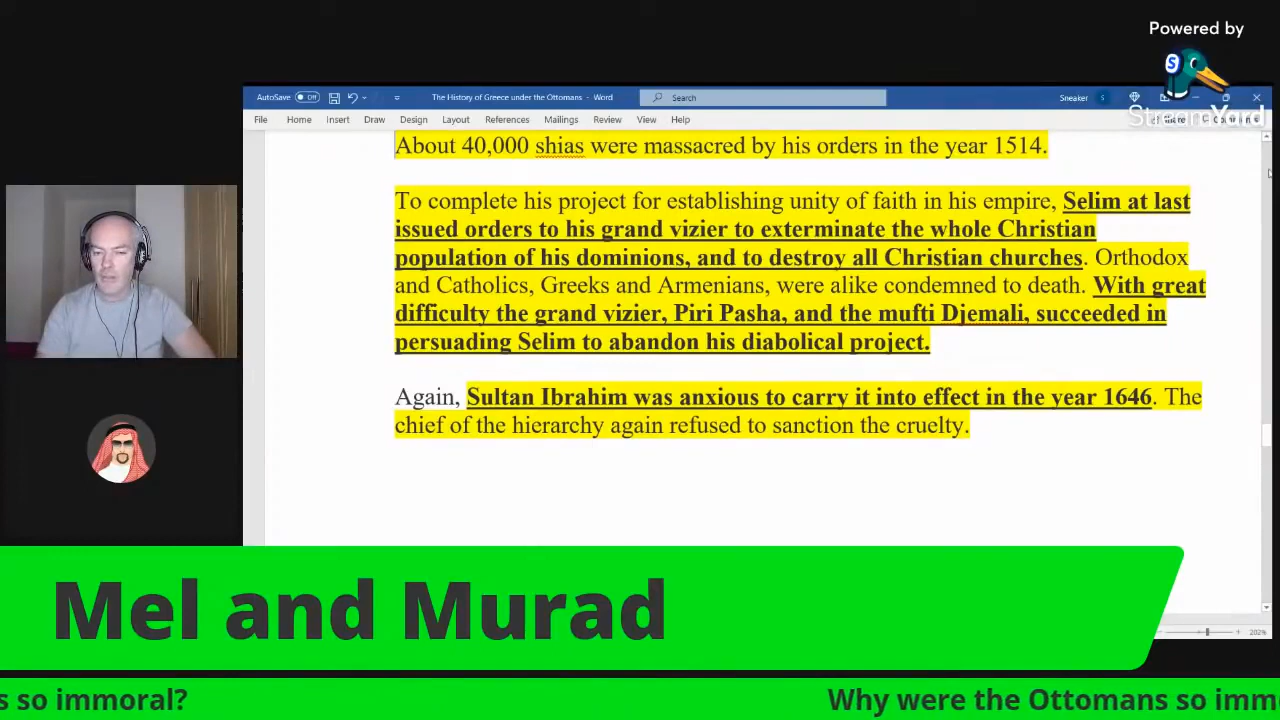 Powered by
StreamYard
AutoSave Off
The History of Greece under the Ottomans - Word
Search
Sneaker
S
File Home Insert Draw Design Layout References Mailings Review View Help
About 40,000 shias were massacred by his orders in the year 1514.
To complete his project for establishing unity of faith in his empire, Selim at last
issued orders to his grand vizier to exterminate the whole Christian
population of his dominions, and to destroy all Christian churches. Orthodox
and Catholics, Greeks and Armenians, were alike condemned to death. With great
difficulty the grand vizier, Piri Pasha, and the mufti Djemali, succeeded in
persuading Selim to abandon his diabolical project.
Again, Sultan Ibrahim was anxious to carry it into effect in the year 1646. The
chief of the hierarchy again refused to sanction the cruelty.
202%
Mel and Murad
s so immoral? Why were the Ottomans so imm